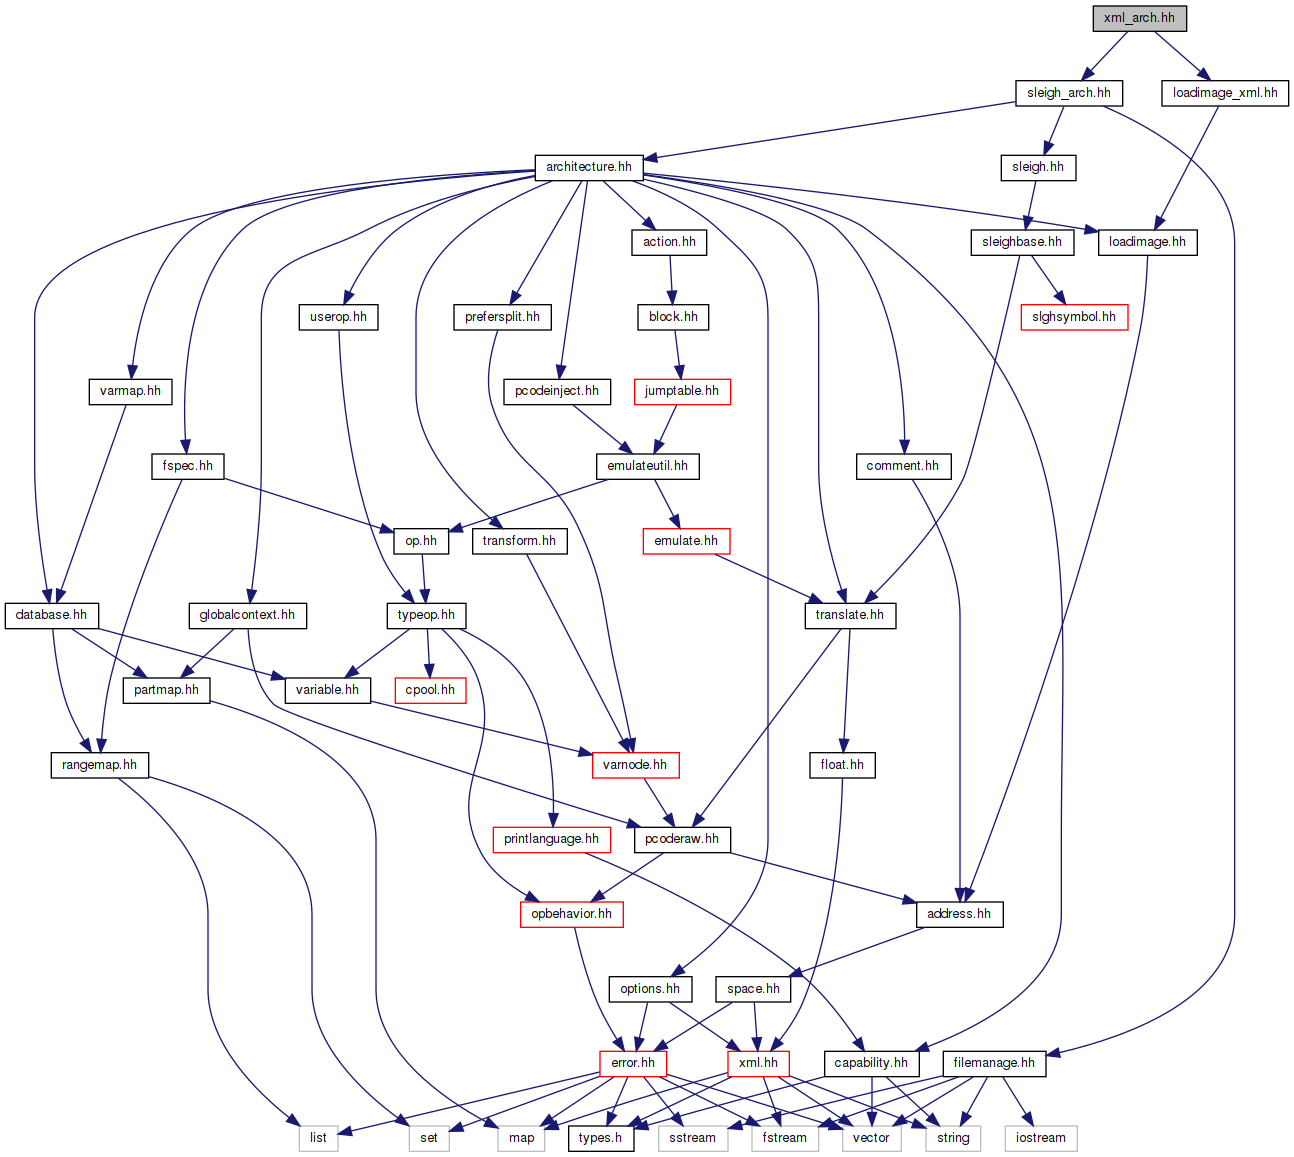 xml_arch.hh
sleigh_arch.hh
loadimage_xml.hh
architecture.hh
sleigh.hh
action.hh
sleighbase.hh
loadimage.hh
userop.hh
prefersplit.hh
block.hh
slghsymbol.hh
varmap.hh
pcodeinject.hh
jumptable.hh
fspec.hh
emulateutil.hh
comment.hh
op.hh
transform.hh
emulate.hh
database.hh
globalcontext.hh
typeop.hh
translate.hh
partmap.hh
variable.hh
cpool.hh
rangemap.hh
varnode.hh
float.hh
printlanguage.hh
pcoderaw.hh
opbehavior.hh
address.hh
options.hh
space.hh
error.hh
xml.hh
capability.hh
filemanage.hh
list
set
map
types.h
sstream
fstream
vector
string
iostream